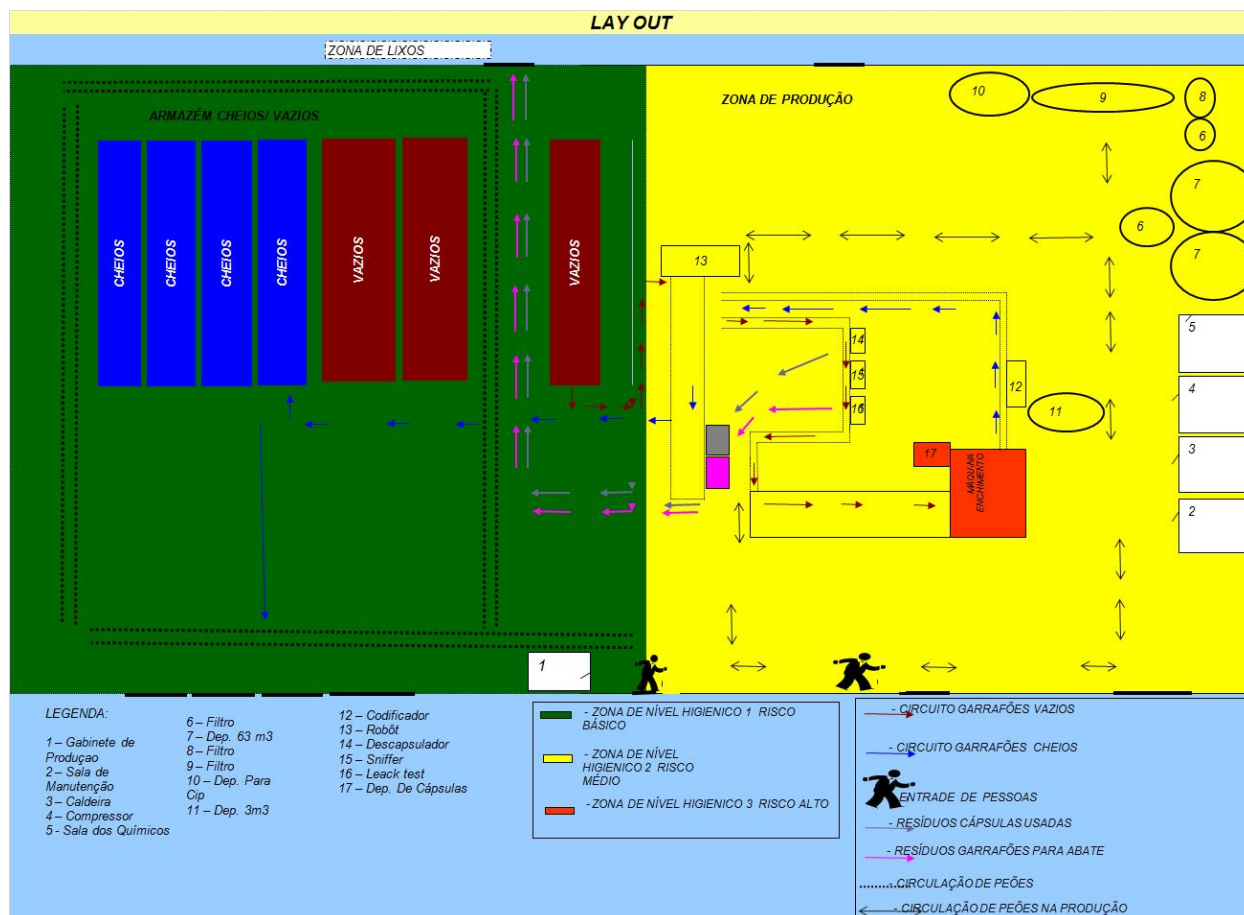 LAY OUT
ZONA DE LIXOS
ARMAZÉM CHEIOS/ VAZIOS
ZONA DE PRODUÇÃO
10
9
8
6
7
6
7
CHEIOS
CHEIOS
CHEIOS
CHEIOS
VAZIOS
VAZIOS
VAZIOS
13
5
14
15
12
4
16
11
17
MAQUINA
ENCHIMENTO
3
2
1
LEGENDA:
1 – Gabinete de
Produçao
2 – Sala de
Manutenção
3 – Caldeira
4 – Compressor
5 - Sala dos Químicos
6 – Filtro
7 – Dep. 63 m3
8 – Filtro
9 – Filtro
10 – Dep. Para
Cip
11 – Dep. 3m3
12 – Codificador
13 – Robôt
14 – Descapsulador
15 – Sniffer
16 – Leack test
17 – Dep. De Cápsulas
- ZONA DE NÍVEL HIGIENICO 1 RISCO
BÁSICO
- ZONA DE NÍVEL
HIGIENICO 2 RISCO
MÉDIO
-ZONA DE NÍVEL HIGIENICO 3 RISCO ALTO
- CIRCUITO GARRAFÕES VAZIOS
- CIRCUITO GARRAFÕES CHEIOS
ENTRADE DE PESSOAS
- RESÍDUOS CÁPSULAS USADAS
- RESÍDUOS GARRAFÕES PARA ABATE
- CIRCULAÇÃO DE PEÕES
- CIRCULAÇÃO DE PEÕES NA PRODUÇÃO